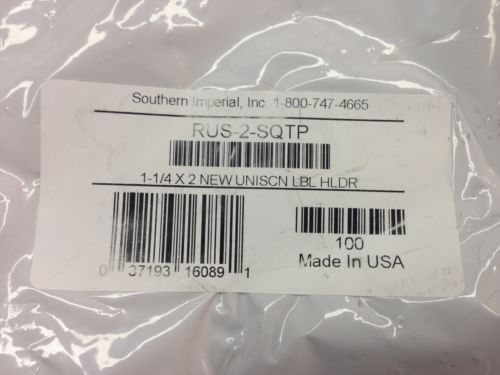 Southern Imperial, Inc. 1-800-747-4665
RUS-2-SQTP
1-1/4 X 2 NEW UNISCN LBL HLDR
0 37193 16089 1
100
Made In USA